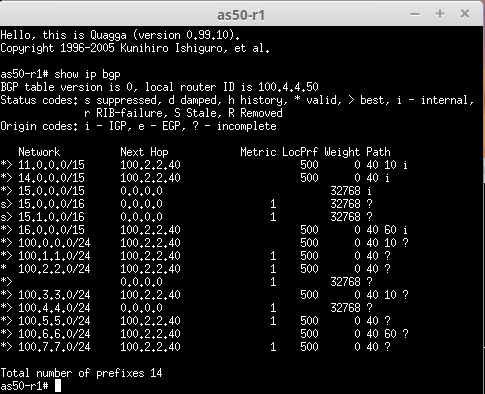 as50-r1
Hello, this is Quagga (version 0.99.10).
Copyright 1996-2005 Kunihiro Ishiguro, et al.
as50-r1# show ip bgp
BGP table version is 0, local router ID is 100.4.4.50
Status codes: s suppressed, d damped, h history, * valid, > best, i - internal,
              r RIB-failure, S Stale, R Removed
Origin codes: i - IGP, e - EGP, ? - incomplete
   Network          Next Hop            Metric LocPrf Weight Path
*> 11.0.0.0/15      100.2.2.40                    500      0 40 10 i
*> 14.0.0.0/15      100.2.2.40                    500      0 40 i
*> 15.0.0.0/15      0.0.0.0                            32768 i
s> 15.0.0.0/16      0.0.0.0                  1         32768 ?
s> 15.1.0.0/16      0.0.0.0                  1         32768 ?
*> 16.0.0.0/15      100.2.2.40                    500      0 40 60 i
*> 100.0.0.0/24     100.2.2.40                    500      0 40 10 ?
*> 100.1.1.0/24     100.2.2.40               1    500      0 40 ?
*  100.2.2.0/24     100.2.2.40               1    500      0 40 ?
*>                  0.0.0.0                  1         32768 ?
*> 100.3.3.0/24     100.2.2.40                    500      0 40 10 ?
*> 100.4.4.0/24     0.0.0.0                  1         32768 ?
*> 100.5.5.0/24     100.2.2.40               1    500      0 40 ?
*> 100.6.6.0/24     100.2.2.40                    500      0 40 60 ?
*> 100.7.7.0/24     100.2.2.40               1    500      0 40 ?
Total number of prefixes 14
as50-r1#